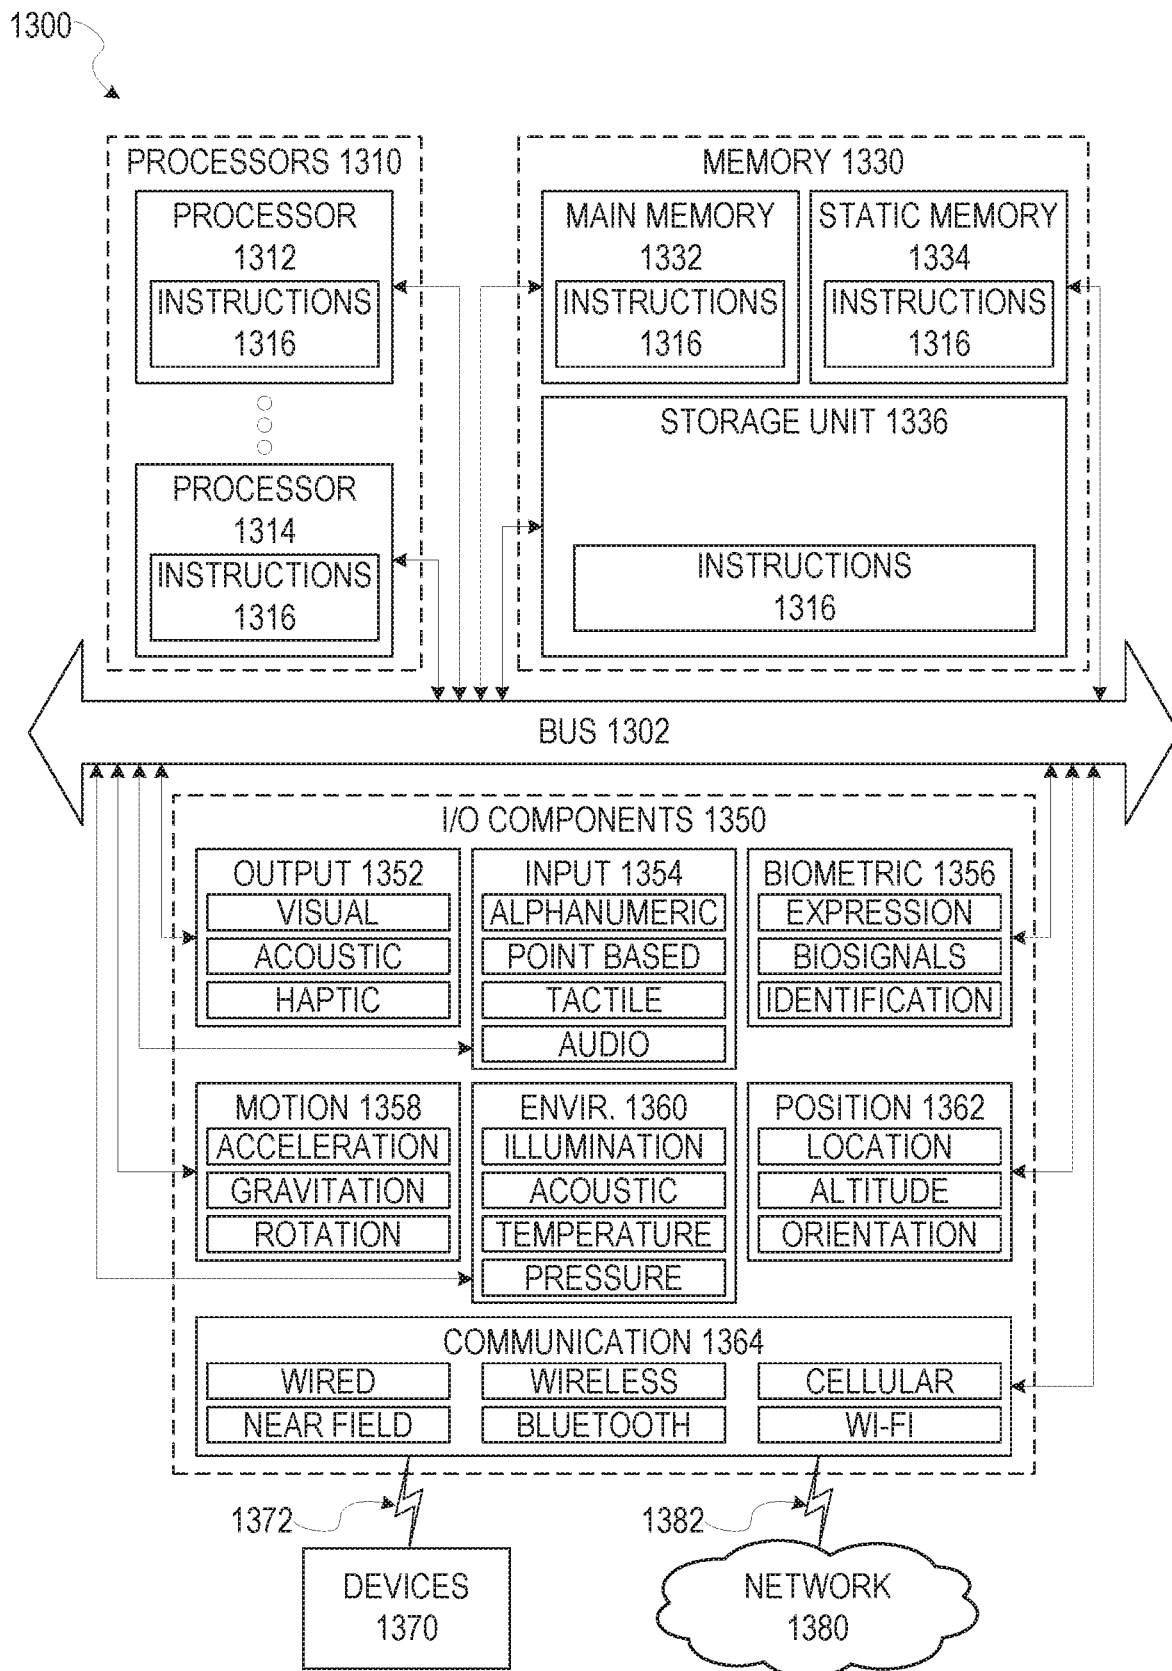 1300
PROCESSORS 1310
PROCESSOR
1312
INSTRUCTIONS
1316
PROCESSOR
1314
INSTRUCTIONS
1316
MEMORY 1330
MAIN MEMORY
1332
INSTRUCTIONS
1316
STATIC MEMORY
1334
INSTRUCTIONS
1316
STORAGE UNIT 1336
INSTRUCTIONS
1316
BUS 1302
I/O COMPONENTS 1350
OUTPUT 1352
VISUAL
ACOUSTIC
HAPTIC
INPUT 1354
ALPHANUMERIC
POINT BASED
TACTILE
AUDIO
BIOMETRIC 1356
EXPRESSION
BIOSIGNALS
IDENTIFICATION
MOTION 1358
ACCELERATION
GRAVITATION
ROTATION
ENVIR. 1360
ILLUMINATION
ACOUSTIC
TEMPERATURE
PRESSURE
POSITION 1362
LOCATION
ALTITUDE
ORIENTATION
COMMUNICATION 1364
WIRED
WIRELESS
CELLULAR
NEAR FIELD
BLUETOOTH
WI-FI
1372
1382
DEVICES
1370
NETWORK
1380